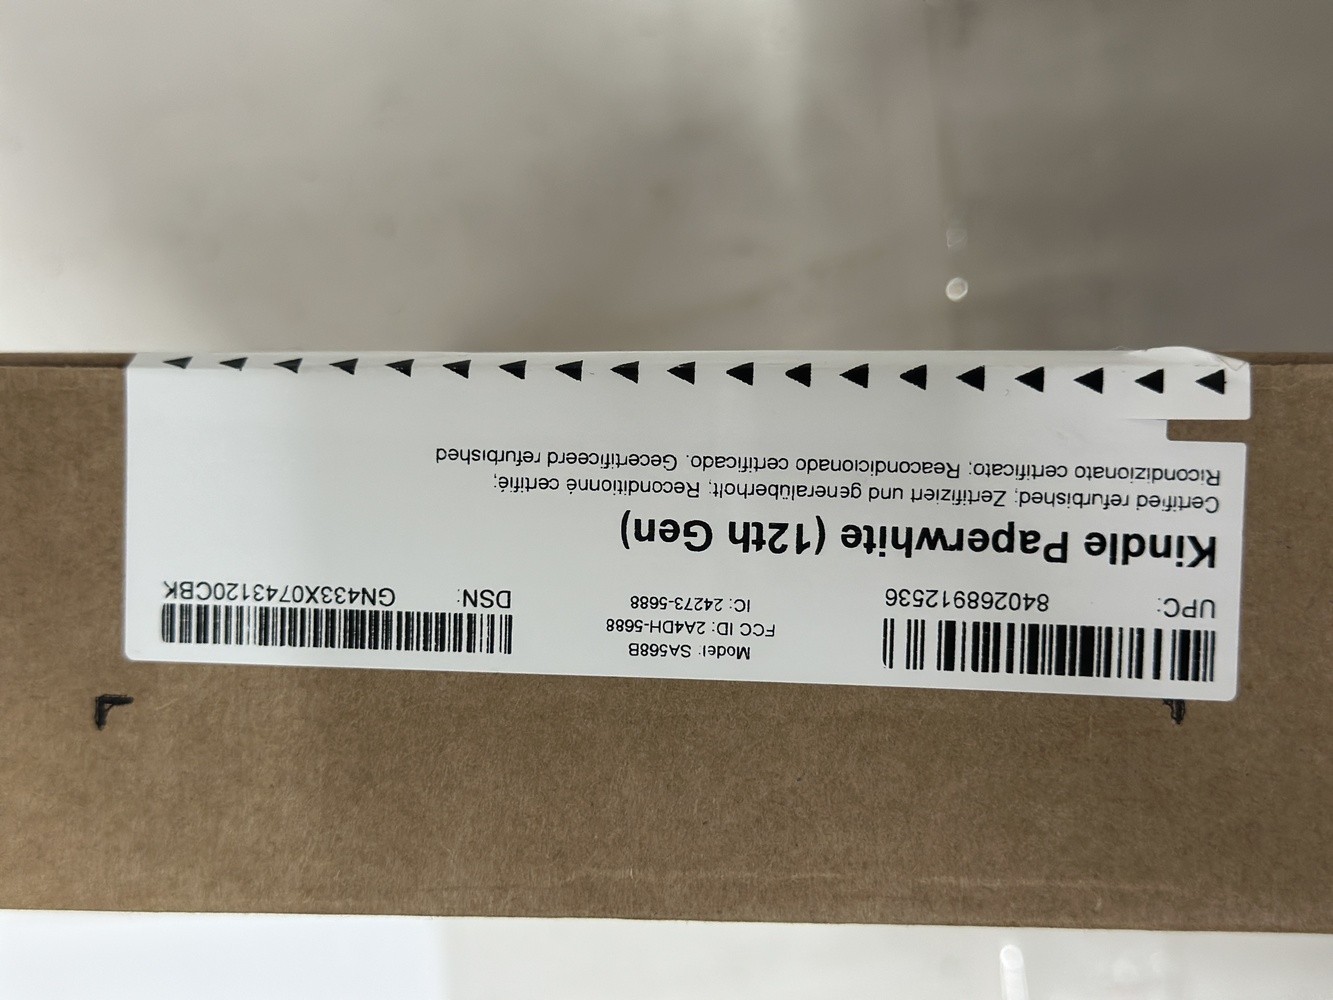 UPC: 840268912536
Model: SA568B
FCC ID: 2A4DH-5688
IC: 24273-5688
DSN: GN433X0743120CBK
Kindle Paperwhite (12th Gen)
Certified refurbished; Zertifiziert und generalüberholt; Reconditionné certifié;
Ricondizionato certificato; Reacondicionado certificado. Gecertificeerd refurbished